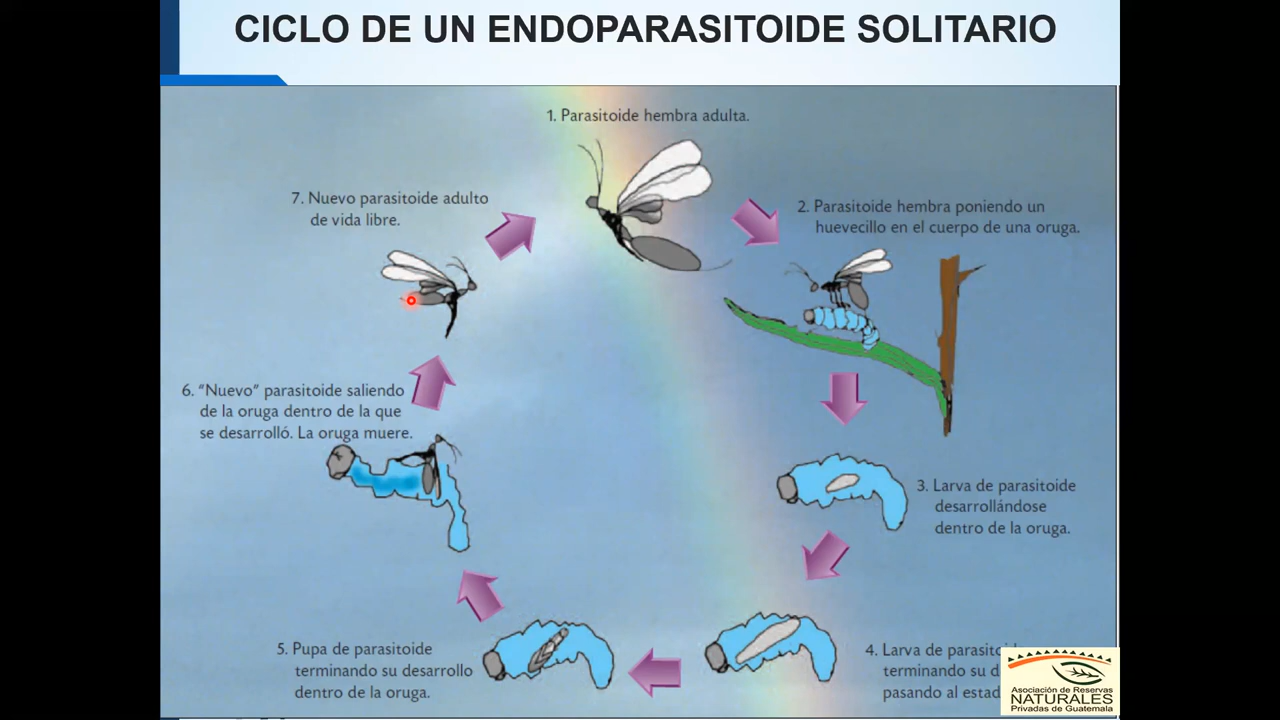 CICLO DE UN ENDOPARASITOIDE SOLITARIO
1. Parasitoide hembra adulta.
2. Parasitoide hembra poniendo un
huevecillo en el cuerpo de una oruga.
3. Larva de parasitoide
desarrollándose
dentro de la oruga.
4. Larva de
terminando su
pasando al
5. Pupa de parasitoide
terminando su desarrollo
dentro de la oruga.
6. “Nuevo” parasitoide saliendo
de la oruga dentro de la que
se desarrolló. La oruga muere.
7. Nuevo parasitoide adulto
de vida libre.
Asociación de Reservas
NATURALES
Privadas de Guatemala